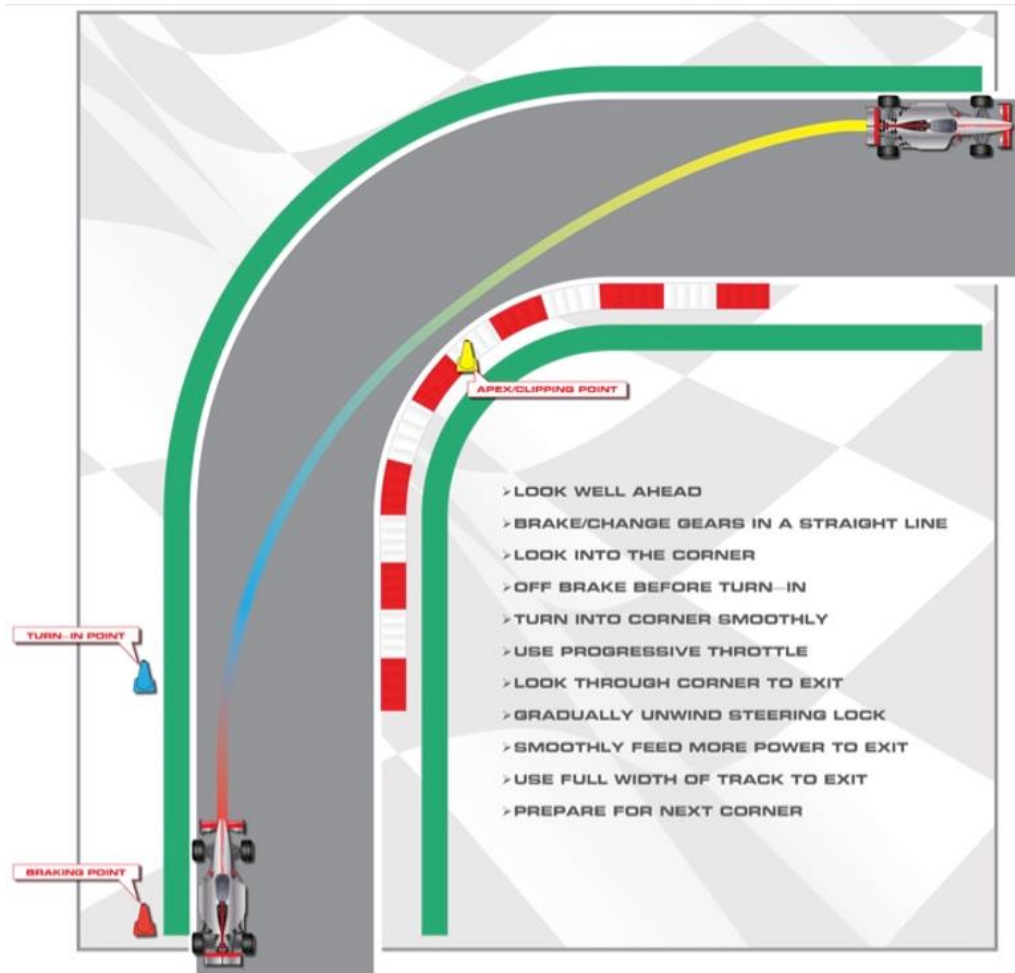 APEX/CLIPPING POINT
➢LOOK WELL AHEAD
➢BRAKE/CHANGE GEARS IN A STRAIGHT LINE
➢LOOK INTO THE CORNER
➢OFF BRAKE BEFORE TURN-IN
➢TURN INTO CORNER SMOOTHLY
➢USE PROGRESSIVE THROTTLE
➢LOOK THROUGH CORNER TO EXIT
➢GRADUALLY UNWIND STEERING LOCK
➢SMOOTHLY FEED MORE POWER TO EXIT
➢USE FULL WIDTH OF TRACK TO EXIT
➢PREPARE FOR NEXT CORNER
TURN-IN POINT
BRAKING POINT